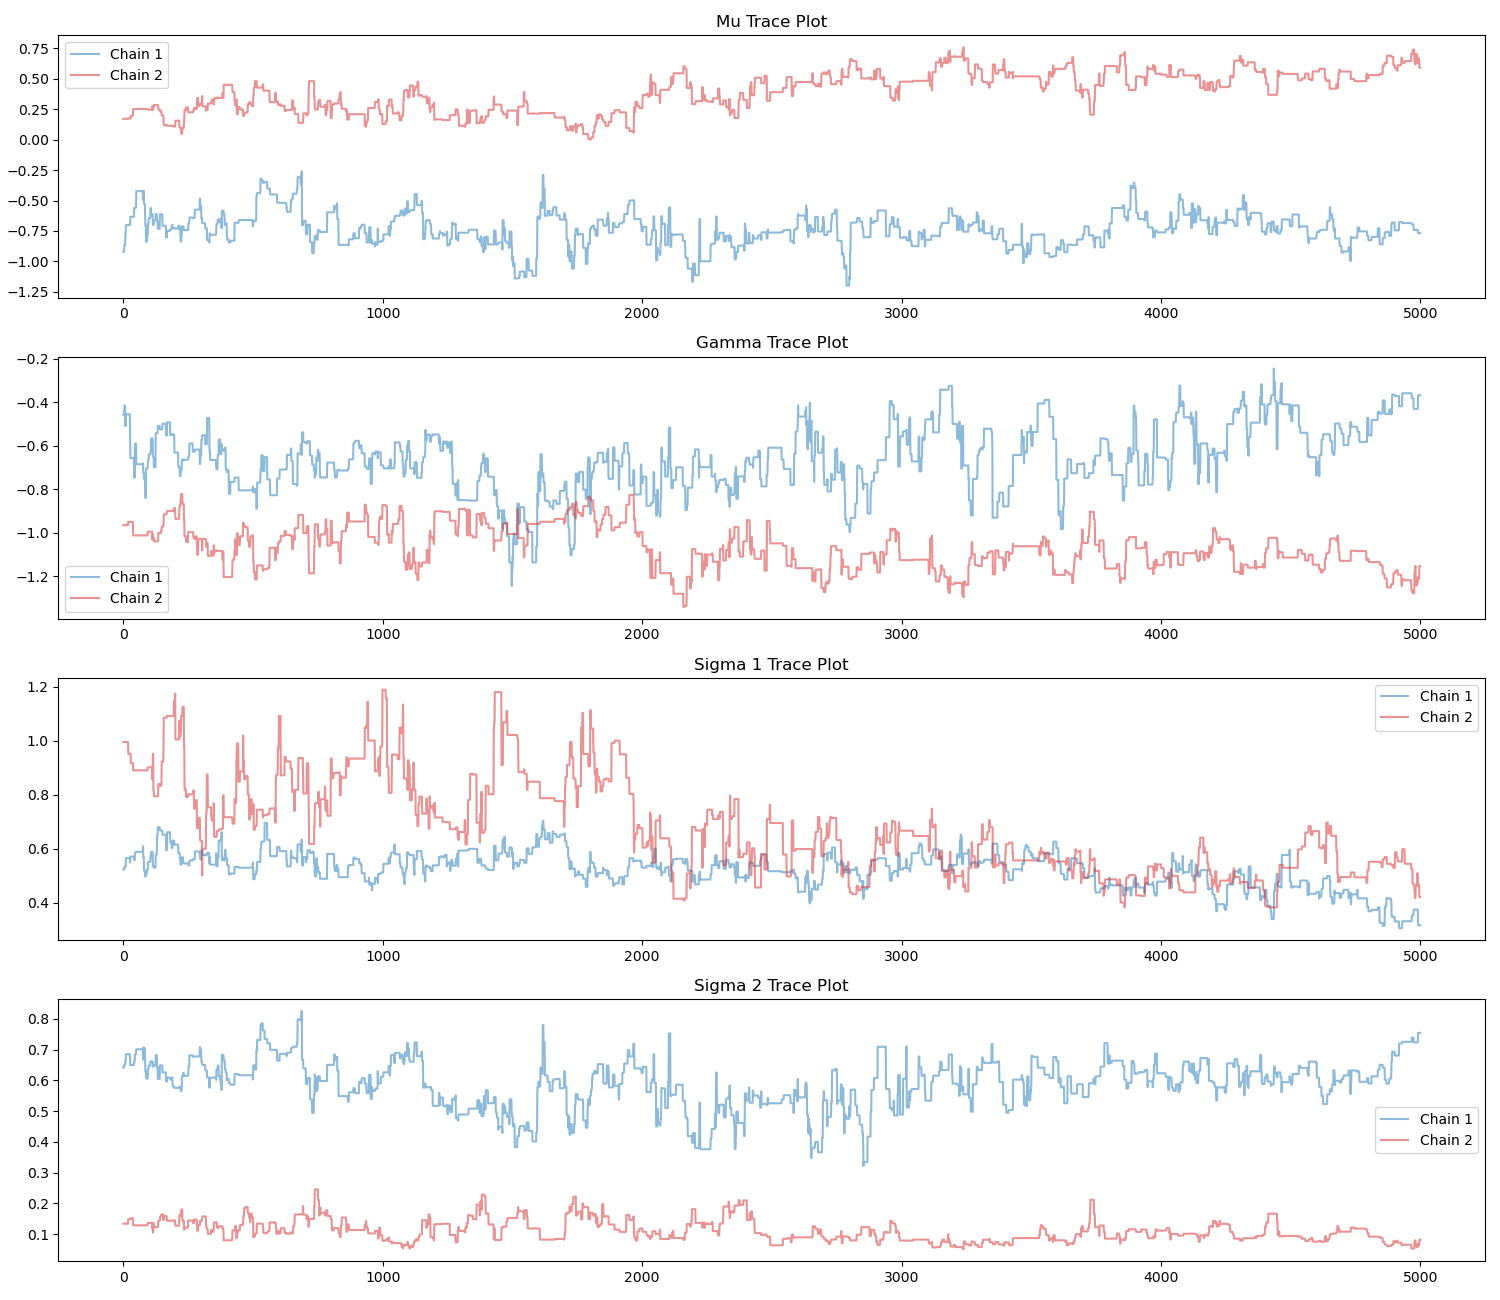 Mu Trace Plot
Chain 1
Chain 2
0.75
0.50
0.25
0.00
−0.25
−0.50
−0.75
−1.00
−1.25
0 1000 2000 3000 4000 5000
Gamma Trace Plot
−0.2
−0.4
−0.6
−0.8
−1.0
−1.2
Chain 1
Chain 2
0 1000 2000 3000 4000 5000
Sigma 1 Trace Plot
1.2
1.0
0.8
0.6
0.4
Chain 1
Chain 2
0 1000 2000 3000 4000 5000
Sigma 2 Trace Plot
0.8
0.7
0.6
0.5
0.4
0.3
0.2
0.1
Chain 1
Chain 2
0 1000 2000 3000 4000 5000